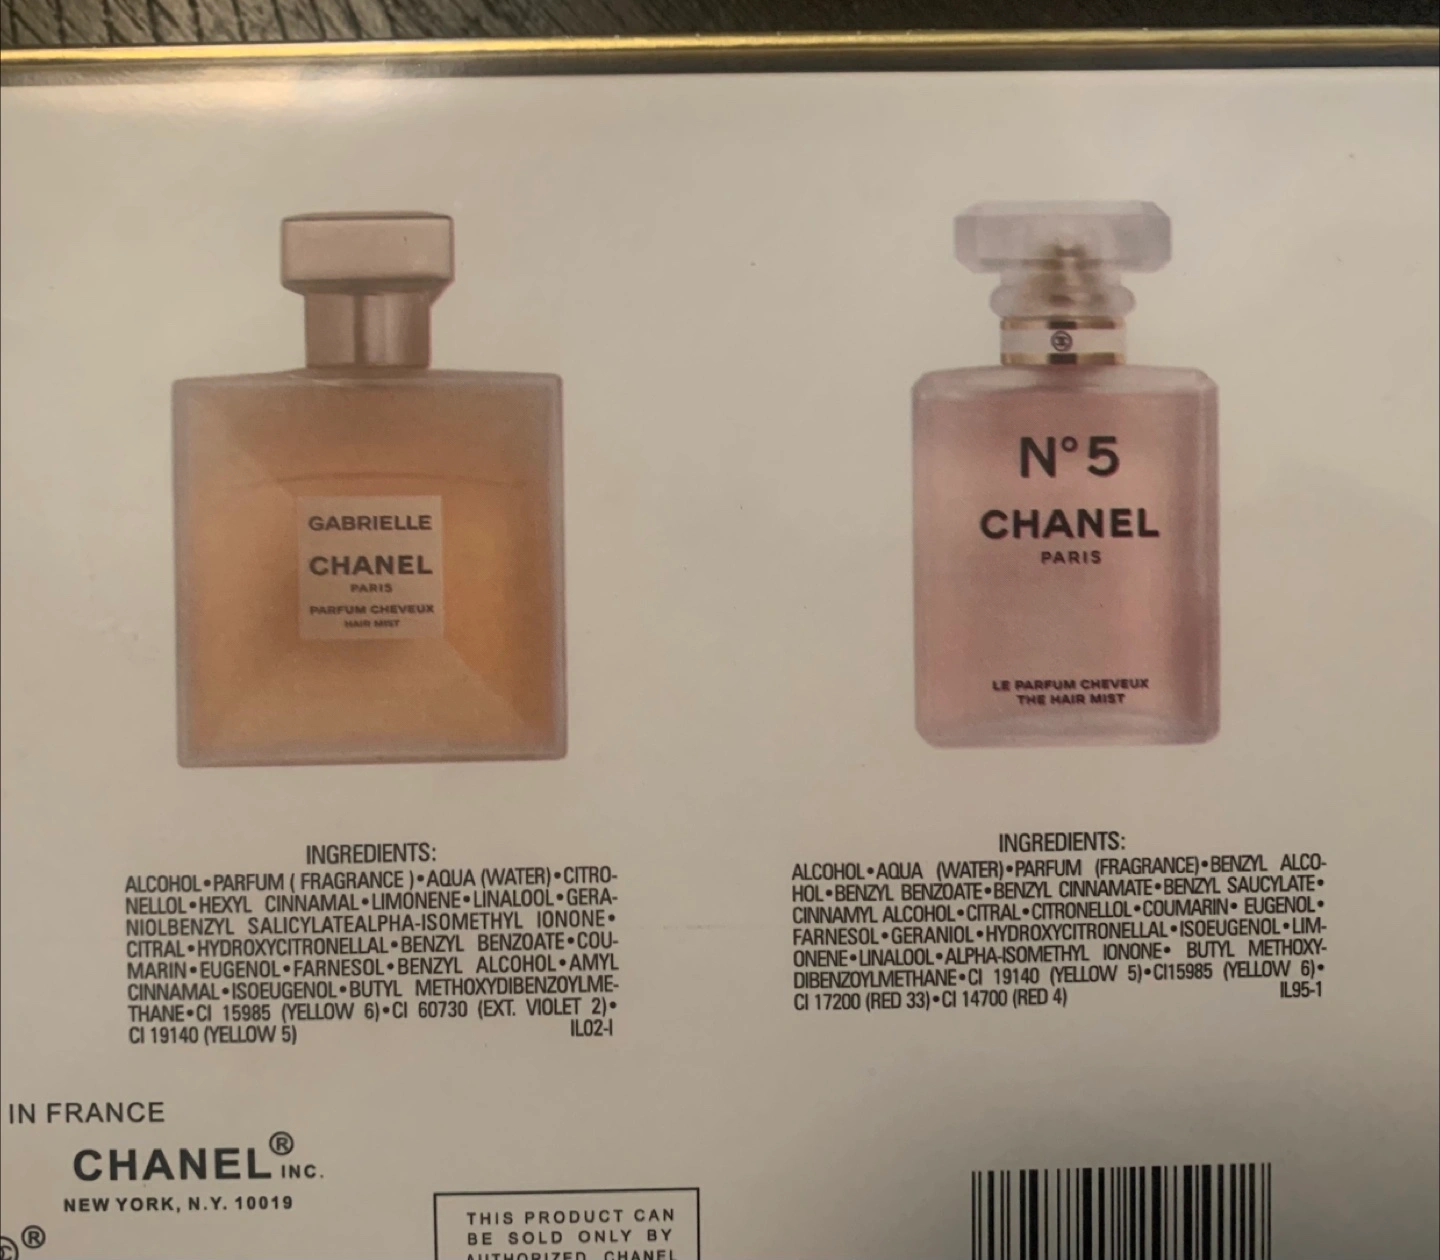 GABRIELLE
CHANEL
PARIS
PARFUM CHEVEUX
HAIR MIST
N°5
CHANEL
PARIS
LE PARFUM CHEVEUX
THE HAIR MIST
INGREDIENTS:
ALCOHOL•PARFUM ( FRAGRANCE )•AQUA (WATER)•CITRO-
NELLOL•HEXYL CINNAMAL•LIMONENE•LINALOOL•GERA-
NIOLBENZYL SALICYLATEALPHA-ISOMETHYL IONONE•
CITRAL•HYDROXYCITRONELLAL•BENZYL BENZOATE•COU-
MARIN•EUGENOL•FARNESOL•BENZYL ALCOHOL•AMYL
CINNAMAL•ISOEUGENOL•BUTYL METHOXYDIBENZOYLME-
THANE•CI 15985 (YELLOW 6)•CI 60730 (EXT. VIOLET 2)•
CI 19140 (YELLOW 5) IL02-I
INGREDIENTS:
ALCOHOL•AQUA (WATER)•PARFUM (FRAGRANCE)•BENZYL ALCO-
HOL•BENZYL BENZOATE•BENZYL CINNAMATE•BENZYL SAUCYLATE•
CINNAMYL ALCOHOL•CITRAL•CITRONELLOL•COUMARIN• EUGENOL•
FARNESOL•GERANIOL•HYDROXYCITRONELLAL•ISOEUGENOL•LIM-
ONENE•LINALOOL•ALPHA-ISOMETHYL IONONE• BUTYL METHOXY-
DIBENZOYLMETHANE•CI 19140 (YELLOW 5)•CI15985 (YELLOW 6)•
CI 17200 (RED 33)•CI 14700 (RED 4) IL95-1
IN FRANCE
CHANEL® INC.
NEW YORK, N.Y. 10019
©®
THIS PRODUCT CAN
BE SOLD ONLY BY
AUTHORIZED CHANEL